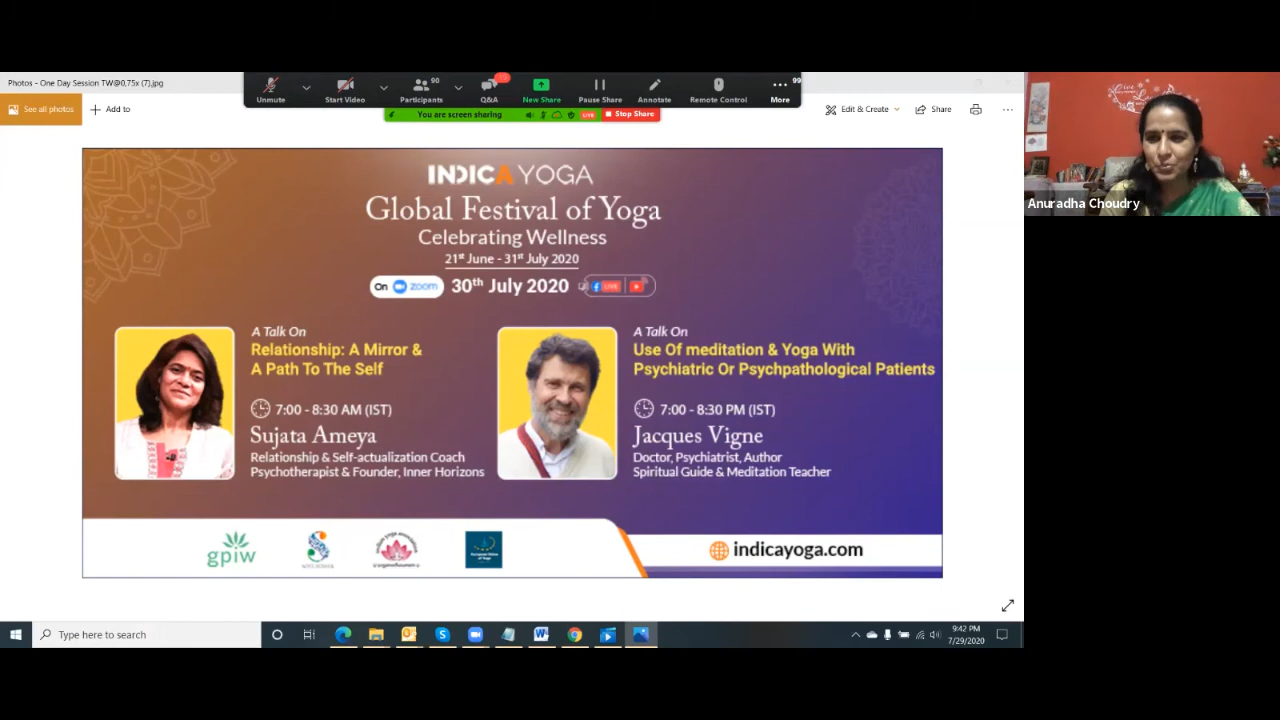 Photos - One Day Session TW@0,75x (7).jpg
See all photos
Add to
Unmute
Start Video
90
Participants
Q&A
New Share
Pause Share
Annotate
Remote Control
99
More
You are screen sharing
LIVE
Stop Share
Edit & Create
Share
INDICA YOGA
Global Festival of Yoga
Celebrating Wellness
21st June - 31st July 2020
On zoom 30th July 2020 LIVE
A Talk On
Relationship: A Mirror &
A Path To The Self
7:00 - 8:30 AM (IST)
Sujata Ameya
Relationship & Self-actualization Coach
Psychotherapist & Founder, Inner Horizons
A Talk On
Use Of meditation & Yoga With
Psychiatric Or Psychpathological Patients
7:00 - 8:30 PM (IST)
Jacques Vigne
Doctor, Psychiatrist, Author
Spiritual Guide & Meditation Teacher
gpiw
indicayoga.com
Anuradha Choudry
Type here to search
9:42 PM
7/29/2020